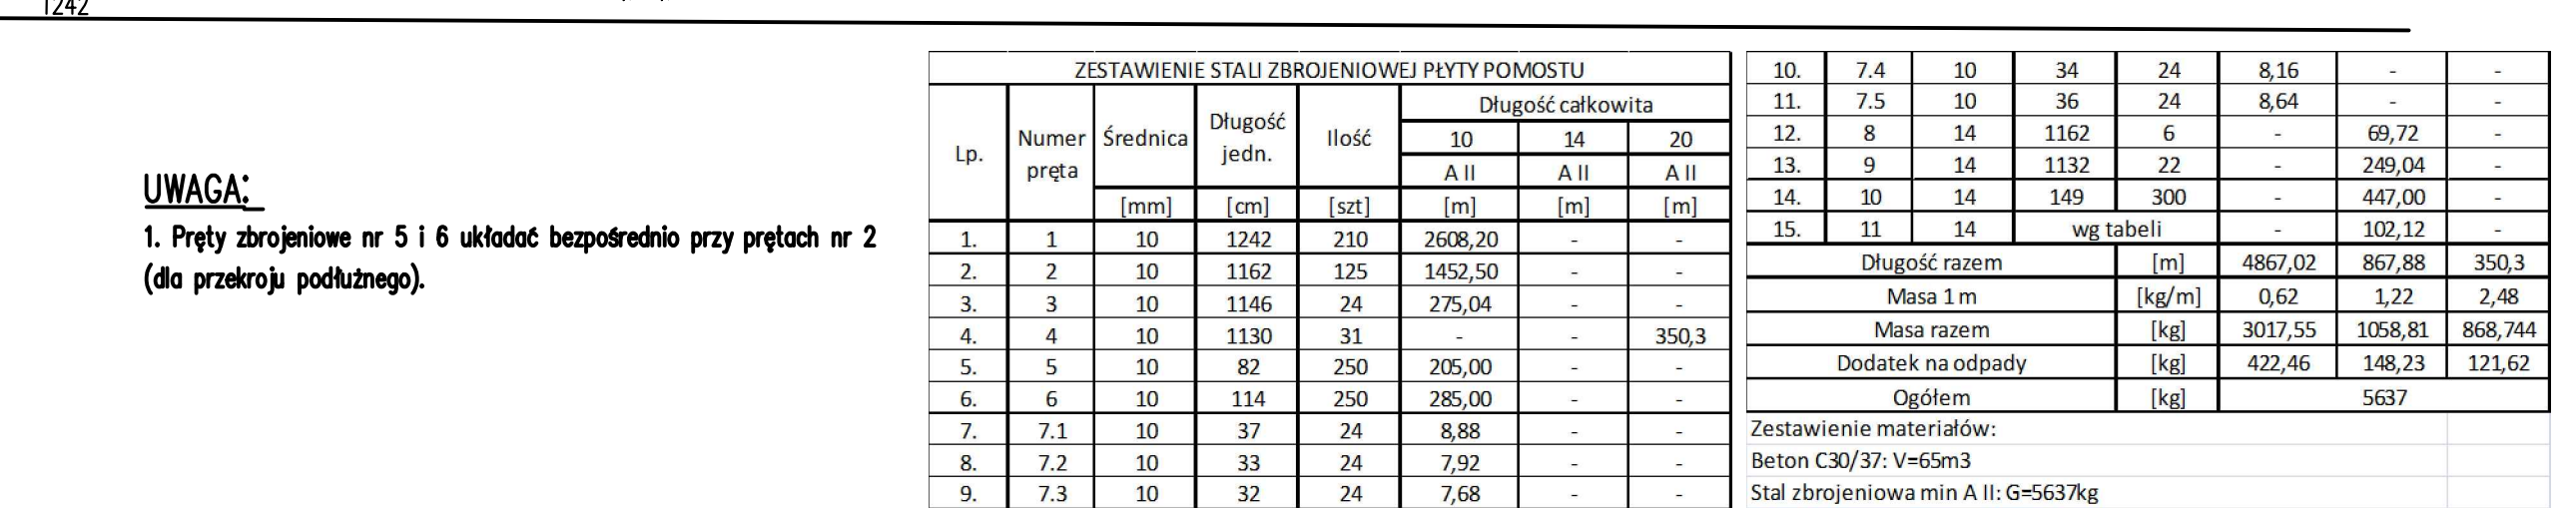 1242
UWAGA:
1. Pręty zbrojeniowe nr 5 i 6 układać bezpośrednio przy prętach nr 2
(dla przekroju podłużnego).
ZESTAWIENIE STALI ZBROJENIOWEJ PŁYTY POMOSTU
Lp. Numer pręta Średnica Długość jedn. Ilość Długość całkowita
10 14 20
A II A II A II
[mm] [cm] [szt] [m] [m] [m]
1. 1 10 1242 210 2608,20 - -
2. 2 10 1162 125 1452,50 - -
3. 3 10 1146 24 275,04 - -
4. 4 10 1130 31 - - 350,3
5. 5 10 82 250 205,00 - -
6. 6 10 114 250 285,00 - -
7. 7.1 10 37 24 8,88 - -
8. 7.2 10 33 24 7,92 - -
9. 7.3 10 32 24 7,68 - -
10. 7.4 10 34 24 8,16 - -
11. 7.5 10 36 24 8,64 - -
12. 8 14 1162 6 - 69,72 -
13. 9 14 1132 22 - 249,04 -
14. 10 14 149 300 - 447,00 -
15. 11 14 wg tabeli - 102,12 -
Długość razem [m] 4867,02 867,88 350,3
Masa 1 m [kg/m] 0,62 1,22 2,48
Masa razem [kg] 3017,55 1058,81 868,744
Dodatek na odpady [kg] 422,46 148,23 121,62
Ogółem [kg] 5637
Zestawienie materiałów:
Beton C30/37: V=65m3
Stal zbrojeniowa min A II: G=5637kg